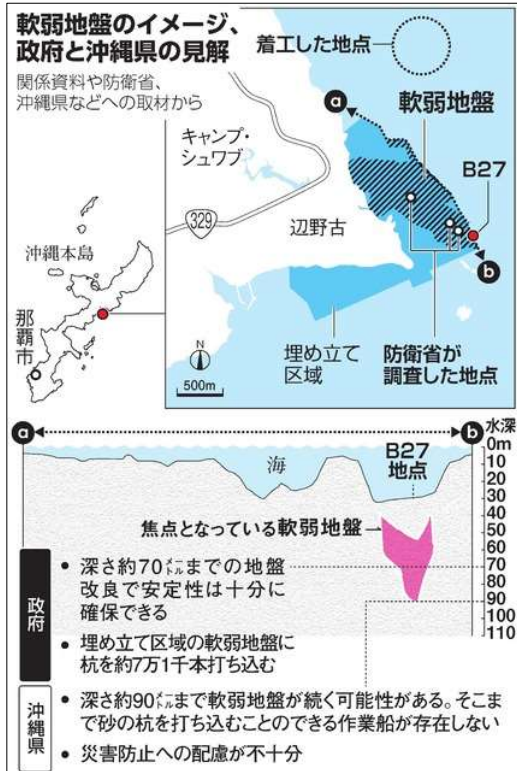 軟弱地盤のイメージ、
政府と沖縄県の見解
関係資料や防衛省、
沖縄県などへの取材から
着工した地点
a
軟弱地盤
キャンプ・
シュワブ
B27
329
辺野古
b
沖縄本島
那覇市
N
500m
埋め立て
区域
防衛省が
調査した地点
a
b
水深
0m
10
20
30
40
50
60
70
80
90
100
110
海
B27
地点
焦点となっている軟弱地盤
政府
• 深さ約70メートルまでの地盤
改良で安定性は十分に
確保できる
• 埋め立て区域の軟弱地盤に
杭を約7万1千本打ち込む
沖縄県
• 深さ約90メートルまで軟弱地盤が続く可能性がある。そこま
で砂の杭を打ち込むことのできる作業船が存在しない
• 災害防止への配慮が不十分